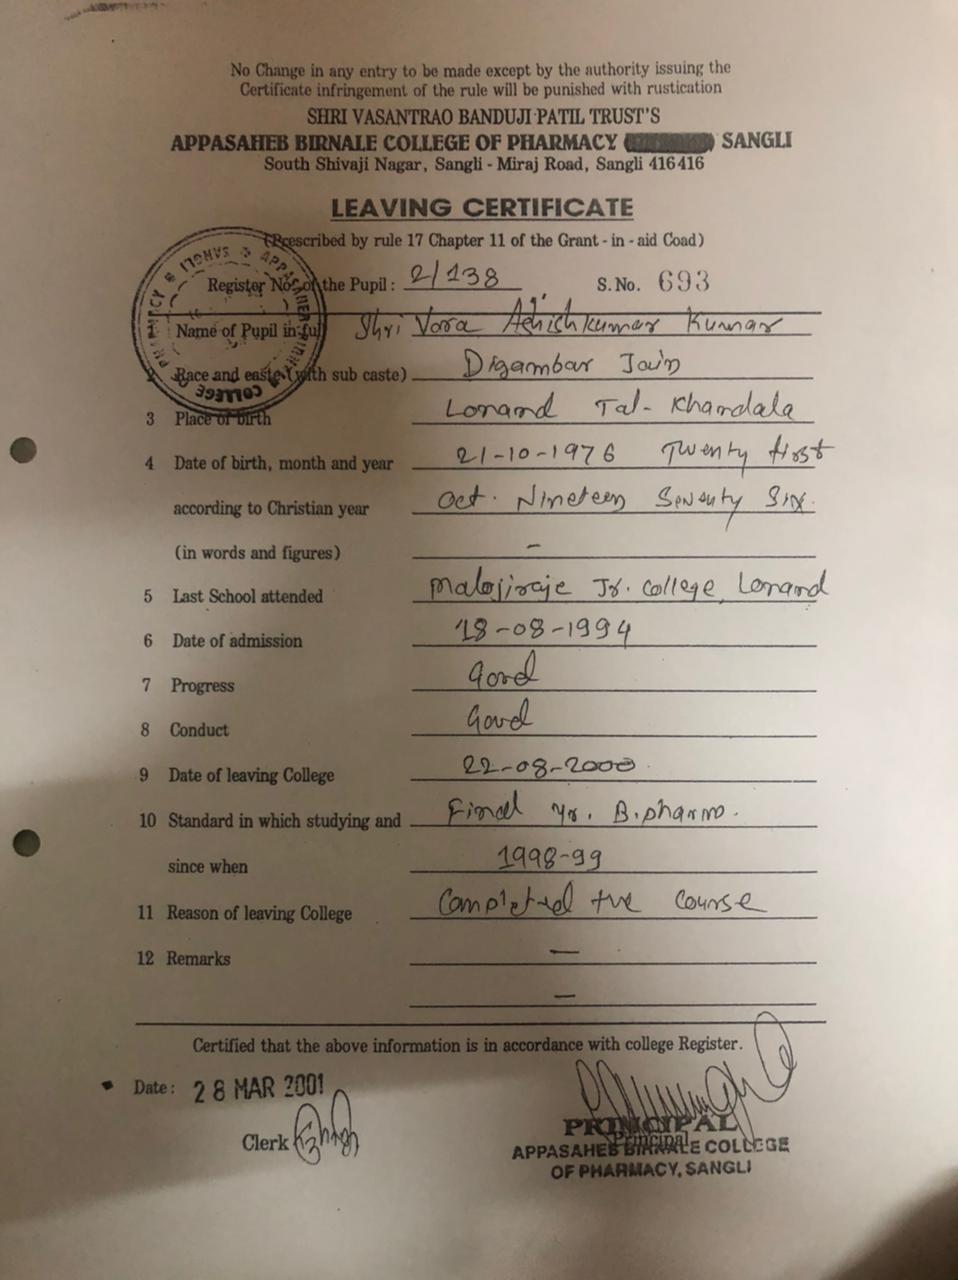 No Change in any entry to be made except by the authority issuing the
Certificate infringement of the rule will be punished with rustication
SHRI VASANTRAO BANDUJI PATIL TRUST'S
APPASAHEB BIRNALE COLLEGE OF PHARMACY SANGLI
South Shivaji Nagar, Sangli - Miraj Road, Sangli 416416
LEAVING CERTIFICATE
(Prescribed by rule 17 Chapter 11 of the Grant - in - aid Coad)
Register No. of the Pupil : 2/138 S. No. 693
Name of Pupil in full Shri Vora Ashishkumar Kumar
Race and caste (with sub caste) Digambar Jain
3 Place of birth Lonand Tal- Khandala
4 Date of birth, month and year 21-10-1976 Twenty first
according to Christian year Oct. Nineteen Seventy Six.
(in words and figures) -
5 Last School attended Malojiraje Jr. College, Lonand
6 Date of admission 18-08-1994
7 Progress Good
8 Conduct Good
9 Date of leaving College 22-08-2000
10 Standard in which studying and Final Yr. B.pharm.
since when 1998-99
11 Reason of leaving College Completed the Course
12 Remarks —
—
Certified that the above information is in accordance with college Register.
Date : 28 MAR 2001
Clerk
PRINCIPAL
Principal
APPASAHEB BIRNALE COLLEGE
OF PHARMACY, SANGLI